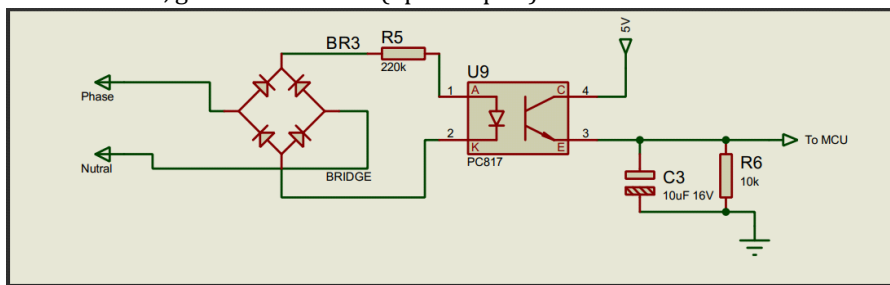 BR3
R5
220k
5V
U9
1
A
C
4
Phase
2
K
E
3
To MCU
PC817
Nutral
BRIDGE
C3
10uF 16V
R6
10k